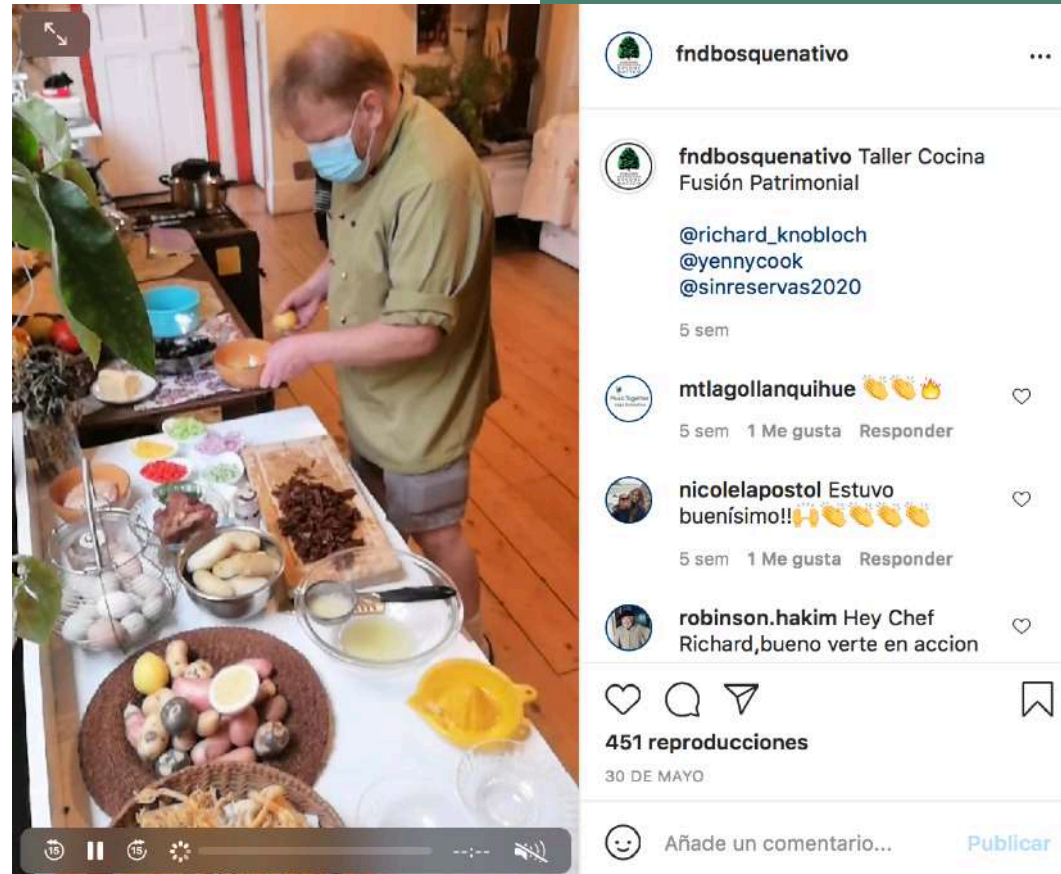 fndbosquenativo
fndbosquenativo Taller Cocina
Fusión Patrimonial
@richard_knobloch
@yennycook
@sinreservas2020
5 sem
mtlagollanquihue 👏👏🔥
5 sem 1 Me gusta Responder
nicolelapostol Estuvo
buenísimo!!🙌👏👏👏👏
5 sem 1 Me gusta Responder
robinson.hakim Hey Chef
Richard,bueno verte en accion
451 reproducciones
30 DE MAYO
Añade un comentario... Publicar
15 15 --:--